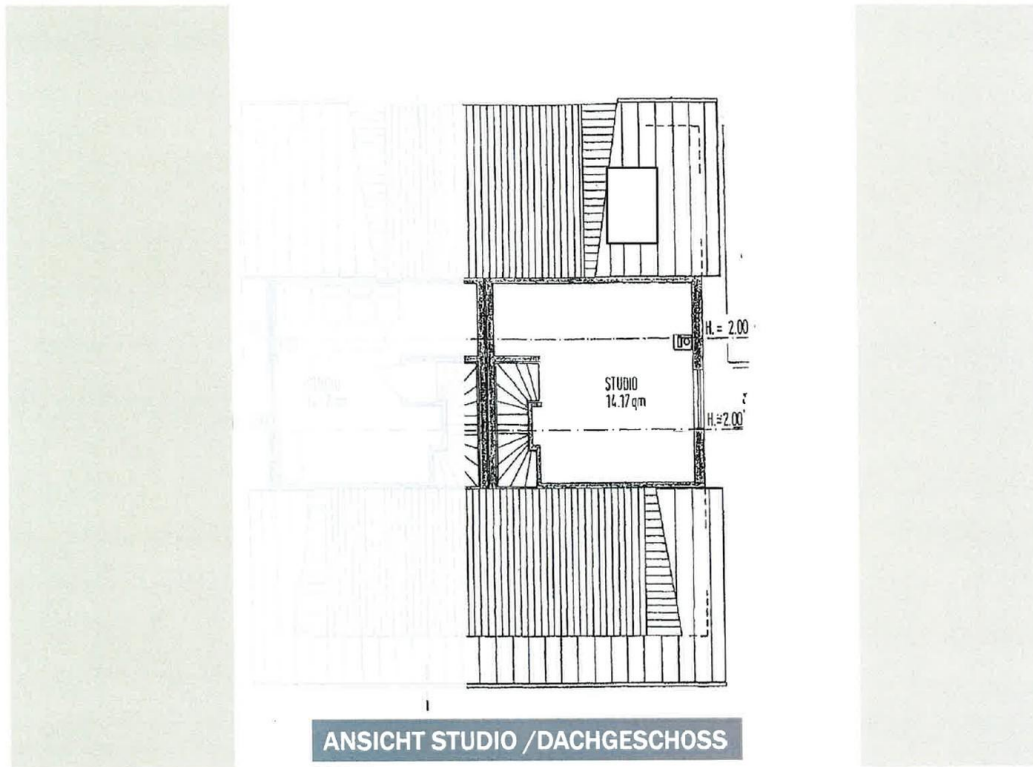 H. = 2.00
STUDIO
14.17 qm
H.=2.00
ANSICHT STUDIO /DACHGESCHOSS